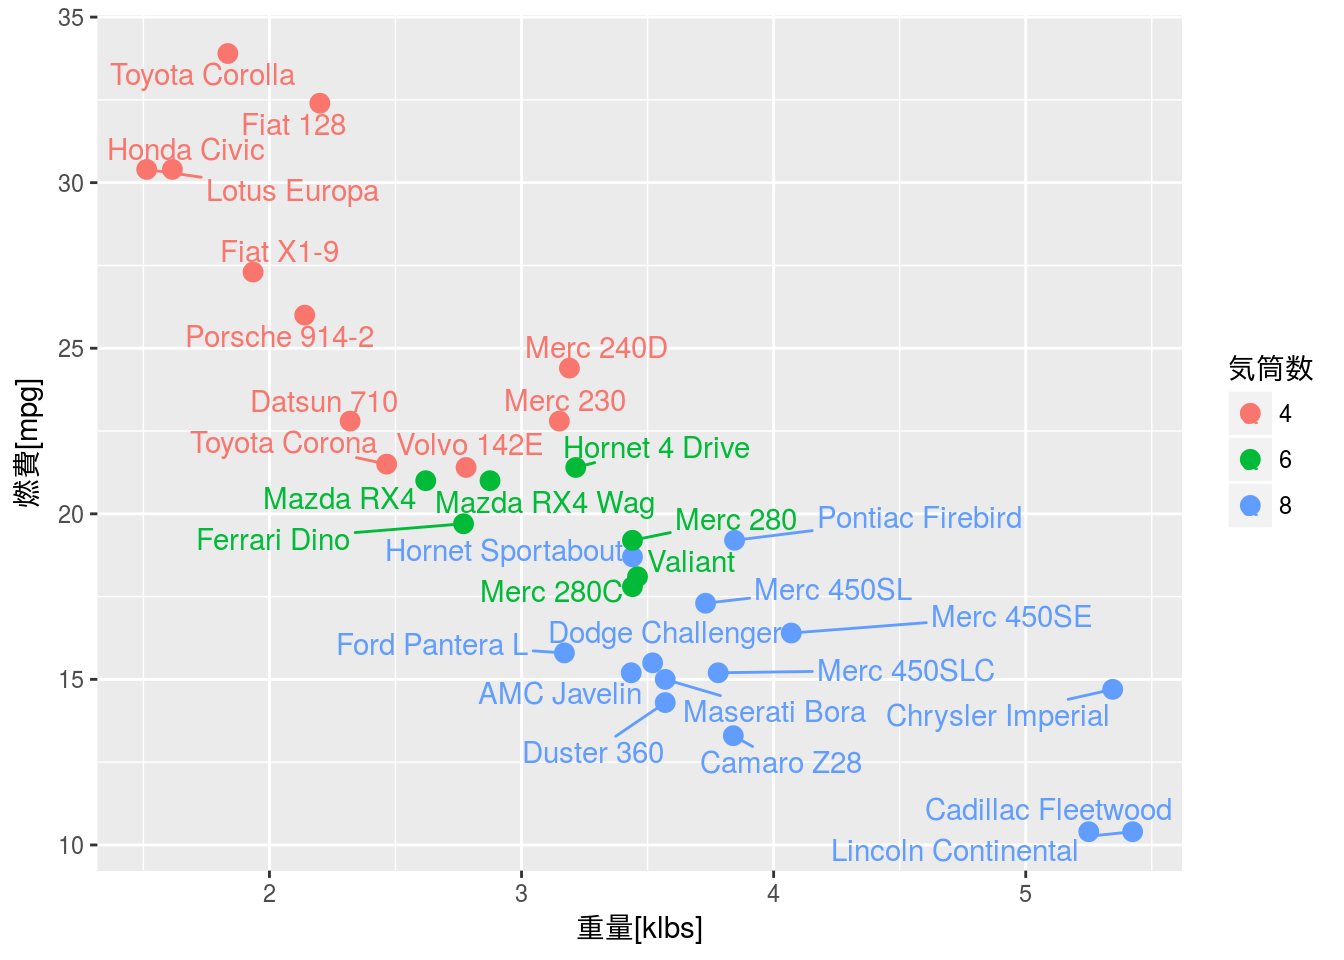 35
Toyota Corolla
Fiat 128
Honda Civic
30
Lotus Europa
Fiat X1-9
Porsche 914-2
25
Merc 240D
Datsun 710
Merc 230
Toyota Corona
Volvo 142E
Hornet 4 Drive
Mazda RX4
Mazda RX4 Wag
20
Merc 280
Pontiac Firebird
Ferrari Dino
Hornet Sportabout
Valiant
Merc 280C
Merc 450SL
Merc 450SE
Dodge Challenger
Ford Pantera L
15
Merc 450SLC
AMC Javelin
Maserati Bora
Chrysler Imperial
Duster 360
Camaro Z28
Cadillac Fleetwood
10
Lincoln Continental
2 3 4 5
重量[klbs]
燃費[mpg]
気筒数
4
6
8